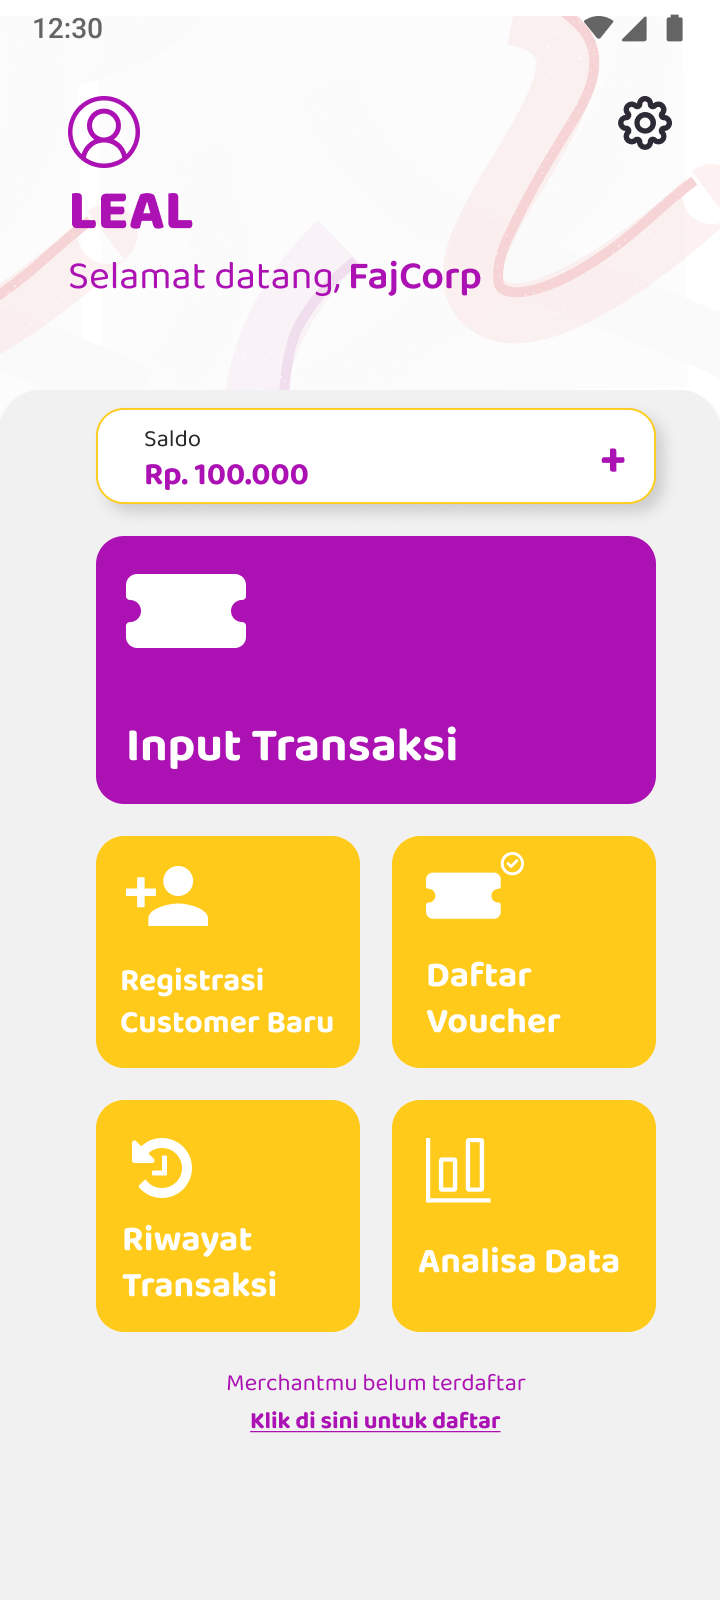 12:30
LEAL
Selamat datang, FajCorp
Saldo
Rp. 100.000
Input Transaksi
Registrasi
Customer Baru
Daftar
Voucher
Riwayat
Transaksi
Analisa Data
Merchantmu belum terdaftar
Klik di sini untuk daftar